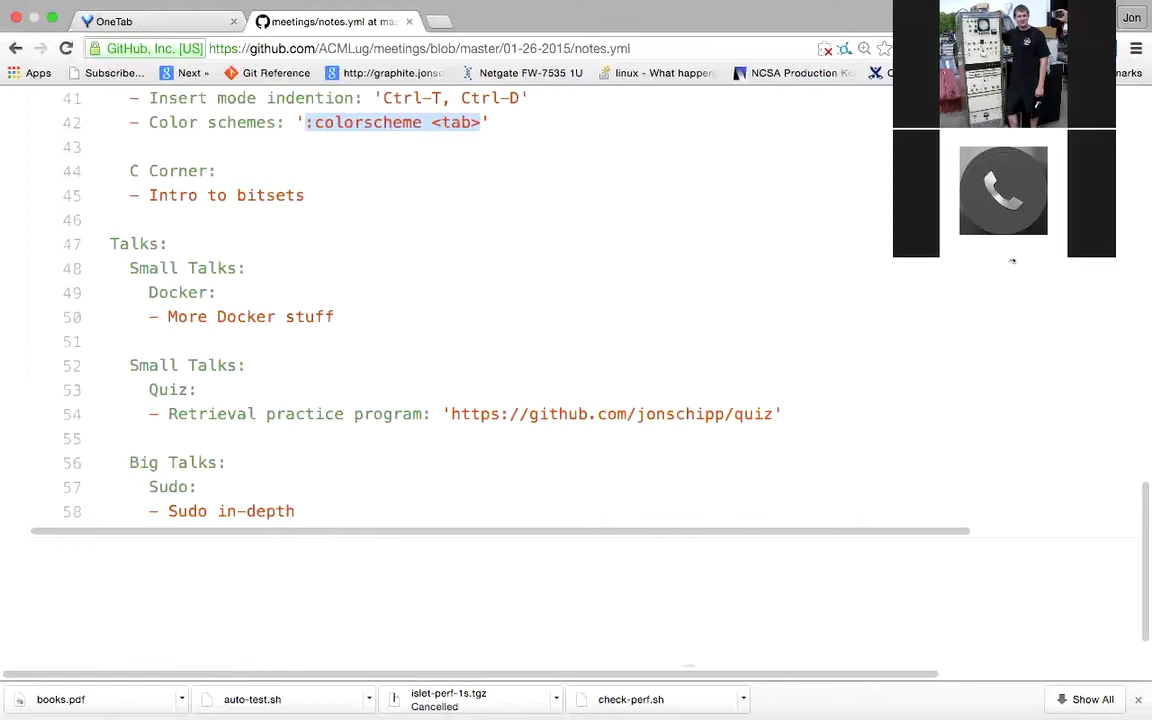 OneTab
meetings/notes.yml at ma
Jon
GitHub, Inc. [US]
https://github.com/ACMLug/meetings/blob/master/01-26-2015/notes.yml
Apps
Subscribe...
Next »
Git Reference
http://graphite.jons
Netgate FW-7535 1U
linux - What happen
NCSA Production Ko
marks
41 - Insert mode indention: 'Ctrl-T, Ctrl-D'
42 - Color schemes: ':colorscheme <tab>'
43
44 C Corner:
45 - Intro to bitsets
46
47 Talks:
48 Small Talks:
49 Docker:
50 - More Docker stuff
51
52 Small Talks:
53 Quiz:
54 - Retrieval practice program: 'https://github.com/jonschipp/quiz'
55
56 Big Talks:
57 Sudo:
58 - Sudo in-depth
books.pdf
auto-test.sh
islet-perf-1s.tgz
Cancelled
check-perf.sh
Show All